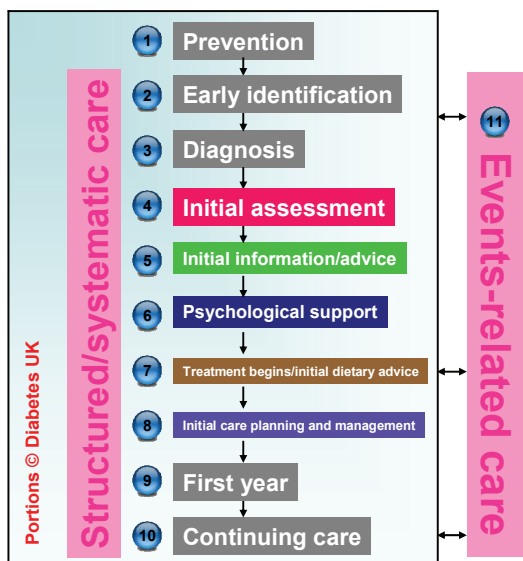 Portions © Diabetes UK
Structured/systematic care
1 Prevention
2 Early identification
3 Diagnosis
4 Initial assessment
5 Initial information/advice
6 Psychological support
7 Treatment begins/initial dietary advice
8 Initial care planning and management
9 First year
10 Continuing care
11 Events-related care